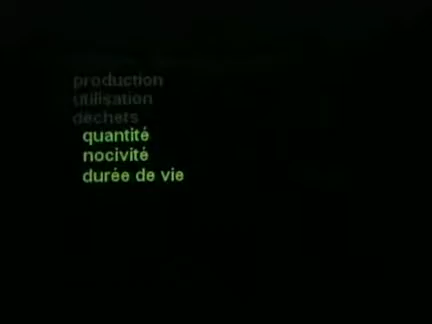 production
utilisation
déchets
quantité
nocivité
durée de vie